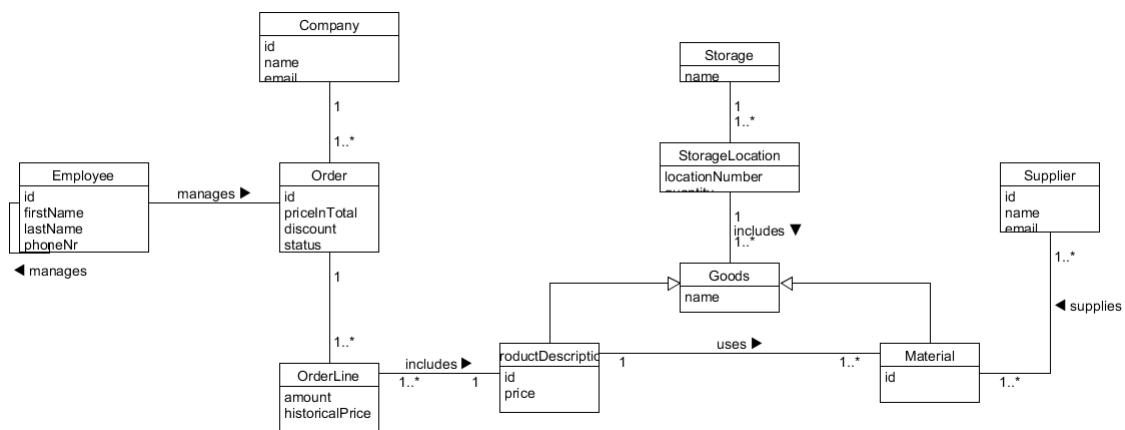 Company
id
name
email
1
1..*
Storage
name
1
1..*
StorageLocation
locationNumber
quantity
1
includes ▼
1..*
Employee
id
firstName
lastName
phoneNr
◀ manages
manages ▶
Order
id
priceInTotal
discount
status
1
1..*
Supplier
id
name
email
1..*
◀ supplies
1..*
Goods
name
OrderLine
amount
historicalPrice
includes ▶
1..*
1
roductDescriptio
id
price
uses ▶
1
1..*
Material
id